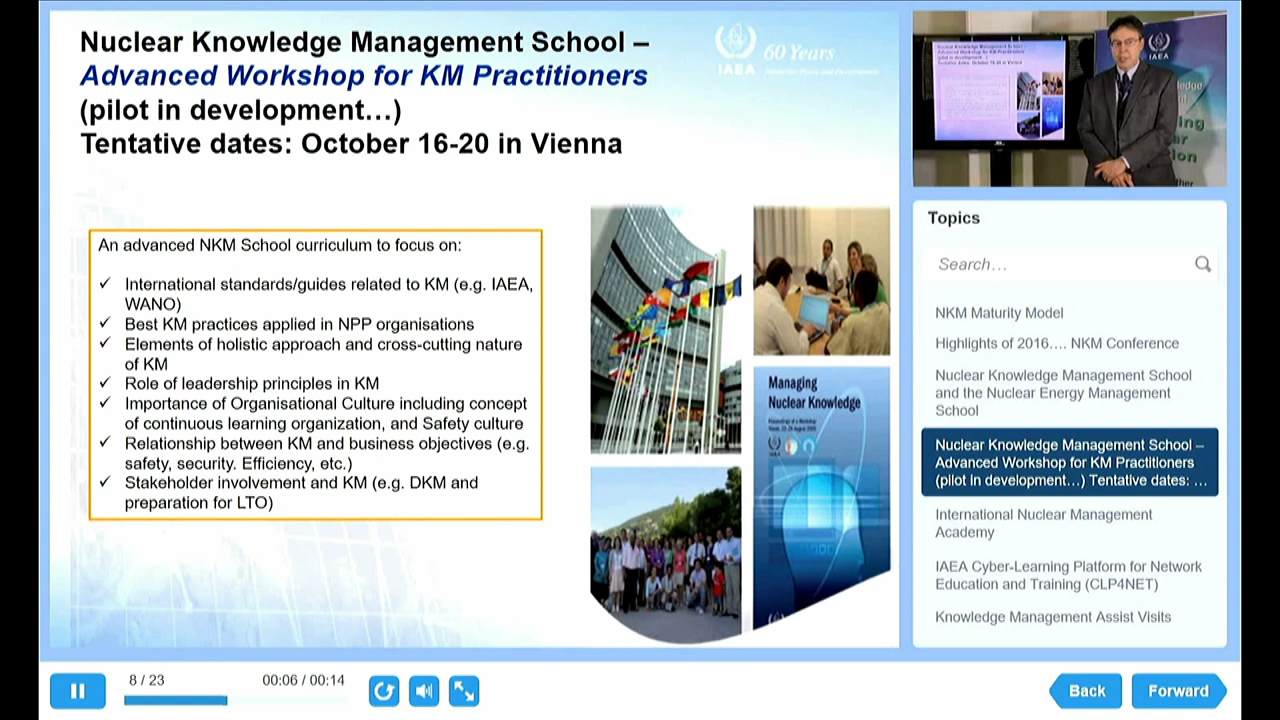 Nuclear Knowledge Management School –
Advanced Workshop for KM Practitioners
(pilot in development…)
Tentative dates: October 16-20 in Vienna
IAEA
60 Years
An advanced NKM School curriculum to focus on:
✓ International standards/guides related to KM (e.g. IAEA,
WANO)
✓ Best KM practices applied in NPP organisations
✓ Elements of holistic approach and cross-cutting nature
of KM
✓ Role of leadership principles in KM
✓ Importance of Organisational Culture including concept
of continuous learning organization, and Safety culture
✓ Relationship between KM and business objectives (e.g.
safety, security. Efficiency, etc.)
✓ Stakeholder involvement and KM (e.g. DKM and
preparation for LTO)
Managing
Nuclear Knowledge
IAEA
Topics
Search...
NKM Maturity Model
Highlights of 2016…. NKM Conference
Nuclear Knowledge Management School
and the Nuclear Energy Management
School
Nuclear Knowledge Management School –
Advanced Workshop for KM Practitioners
(pilot in development…) Tentative dates: ...
International Nuclear Management
Academy
IAEA Cyber-Learning Platform for Network
Education and Training (CLP4NET)
Knowledge Management Assist Visits
8 / 23
00:06 / 00:14
Back
Forward